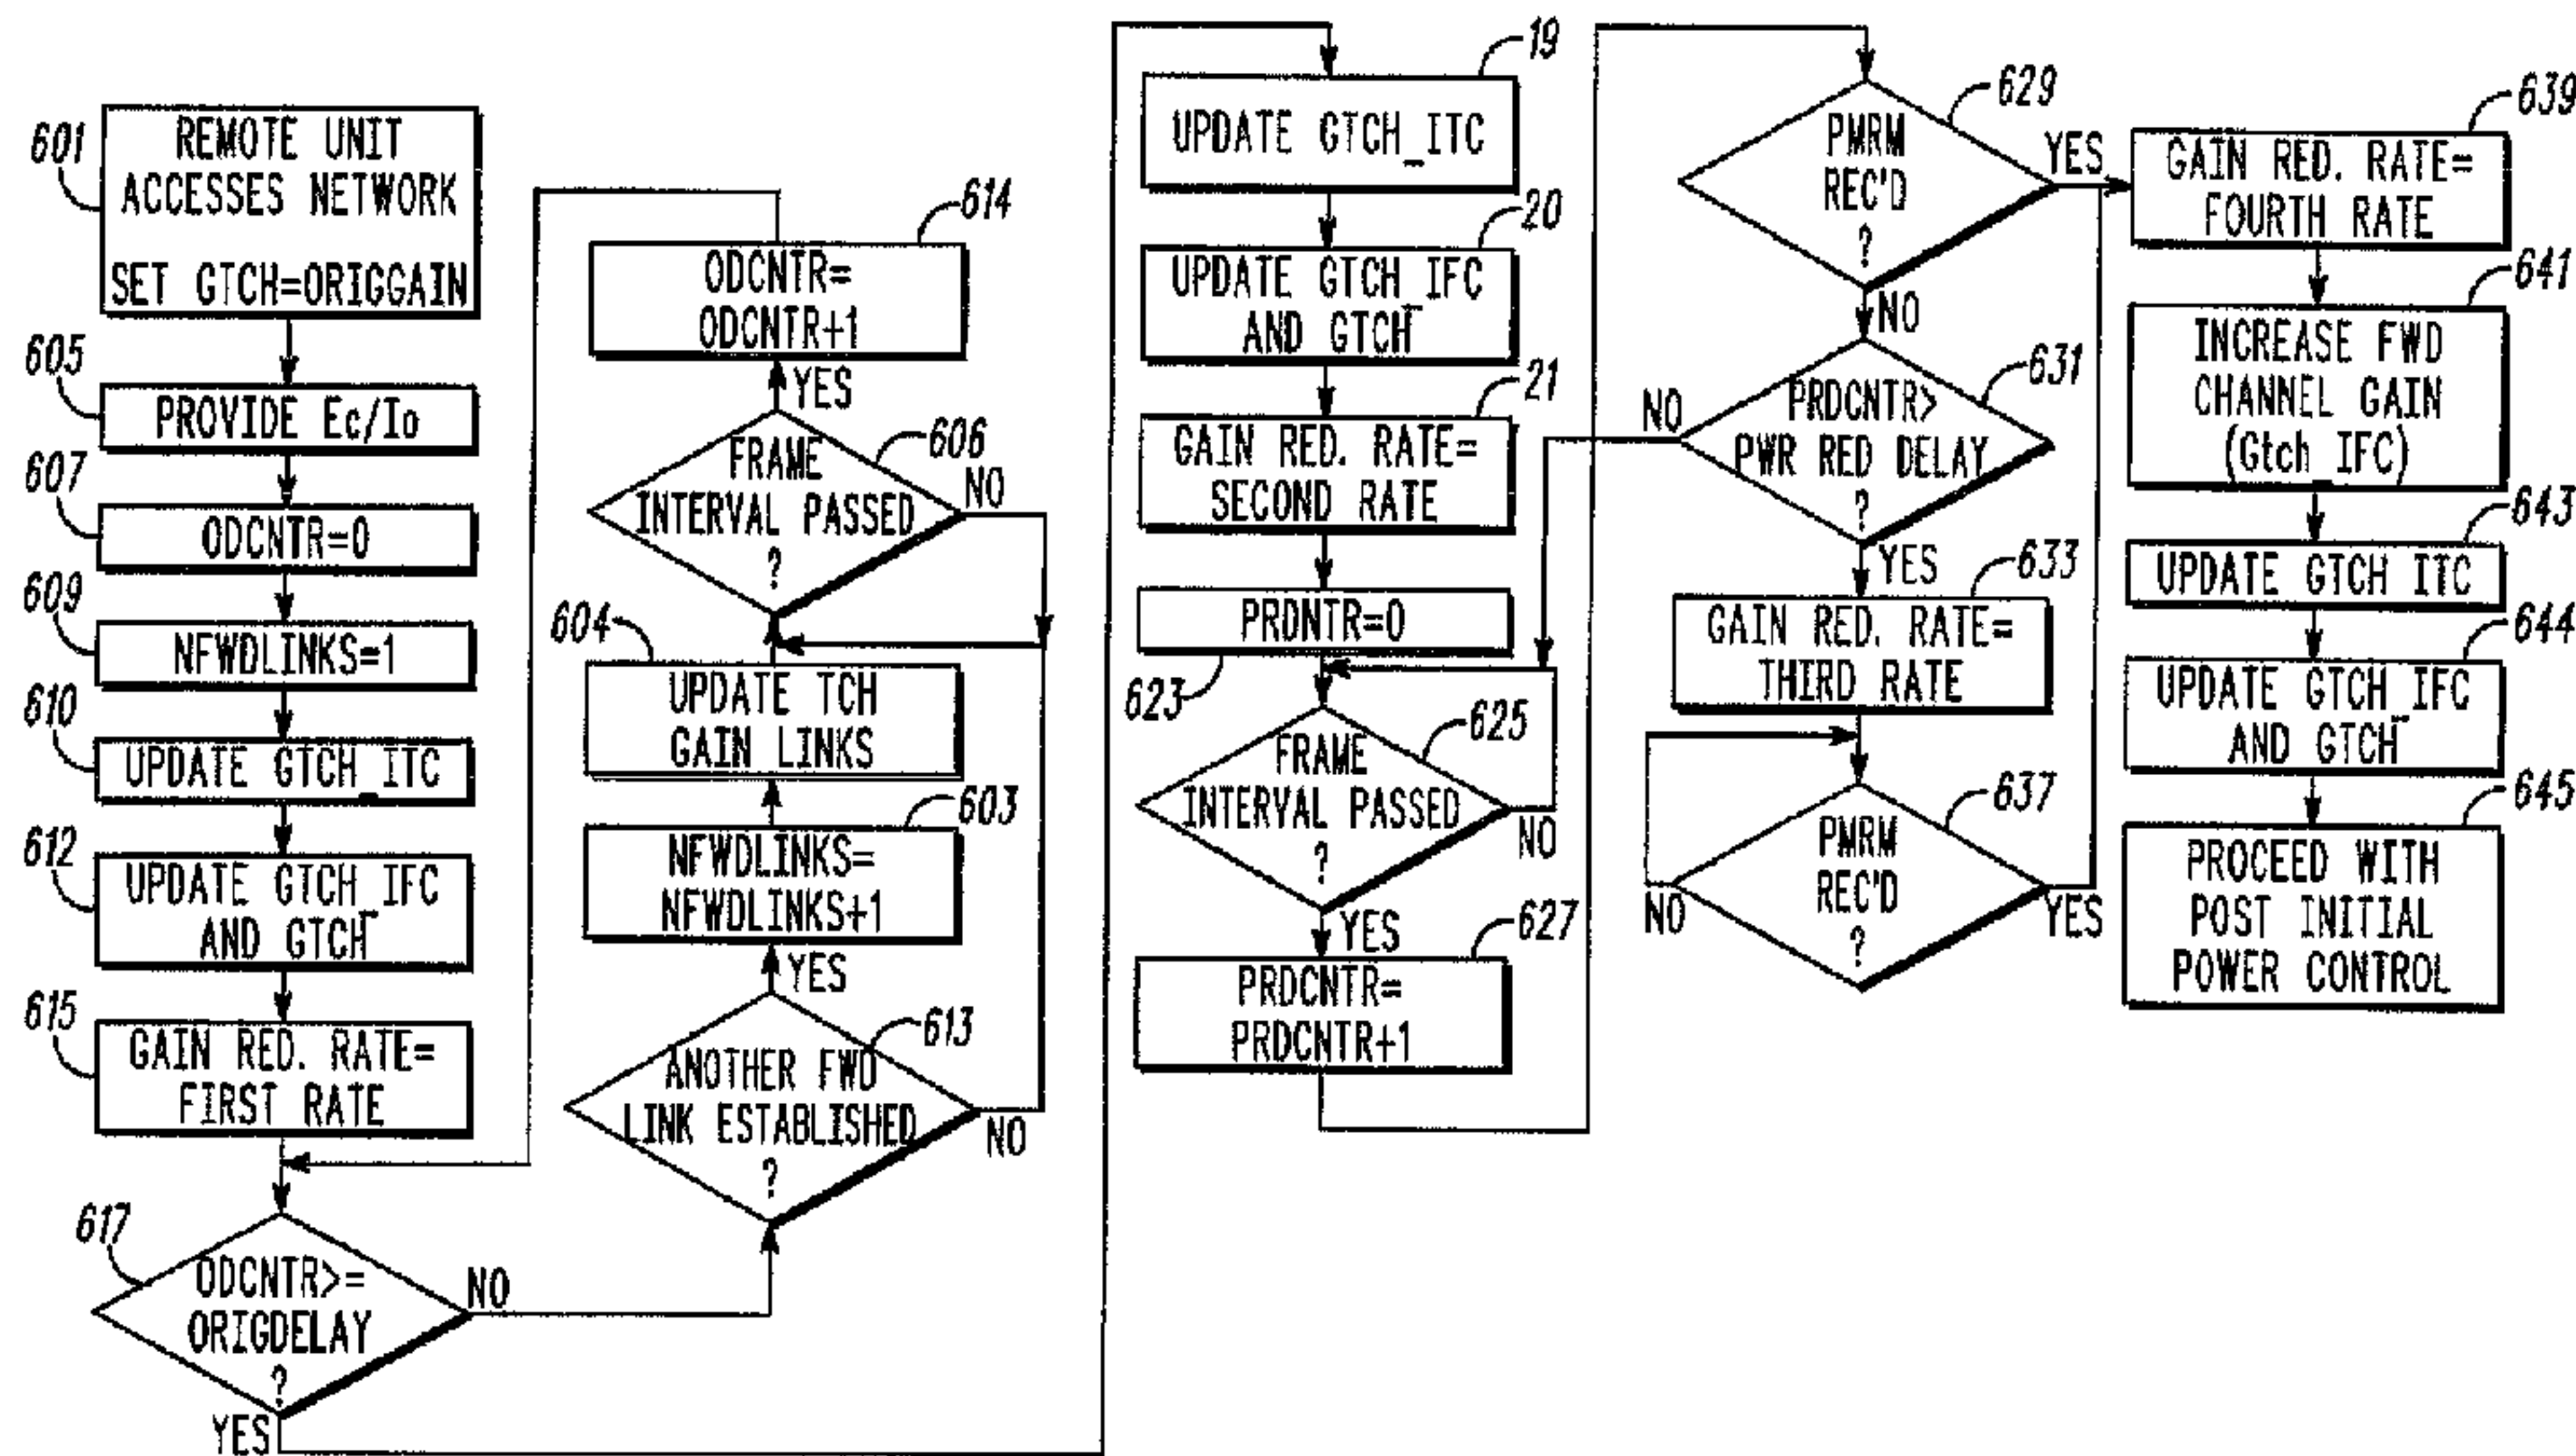 601
REMOTE UNIT
ACCESSES NETWORK
SET GTCH=ORIGGAIN
605
PROVIDE Ec/Io
607
ODCNTR=0
609
NFWDLINKS=1
610
UPDATE GTCH_ITC
612
UPDATE GTCH_IFC
AND GTCH
615
GAIN RED. RATE=
FIRST RATE
617
ODCNTR>=
ORIGDELAY
?
NO
YES
614
ODCNTR=
ODCNTR+1
YES
606
FRAME
INTERVAL PASSED
?
NO
604
UPDATE TCH
GAIN LINKS
603
NFWDLINKS=
NFWDLINKS+1
YES
613
ANOTHER FWD
LINK ESTABLISHED
?
NO
19
UPDATE GTCH_ITC
20
UPDATE GTCH_IFC
AND GTCH
21
GAIN RED. RATE=
SECOND RATE
PRDNTR=0
623
625
FRAME
INTERVAL PASSED
?
NO
YES
627
PRDCNTR=
PRDCNTR+1
629
PMRM
REC'D
?
YES
NO
631
PRDCNTR>
PWR RED DELAY
?
NO
YES
633
GAIN RED. RATE=
THIRD RATE
637
PMRM
REC'D
?
NO
YES
639
GAIN RED. RATE=
FOURTH RATE
641
INCREASE FWD
CHANNEL GAIN
(Gtch_IFC)
643
UPDATE GTCH ITC
644
UPDATE GTCH_IFC
AND GTCH
645
PROCEED WITH
POST INITIAL
POWER CONTROL